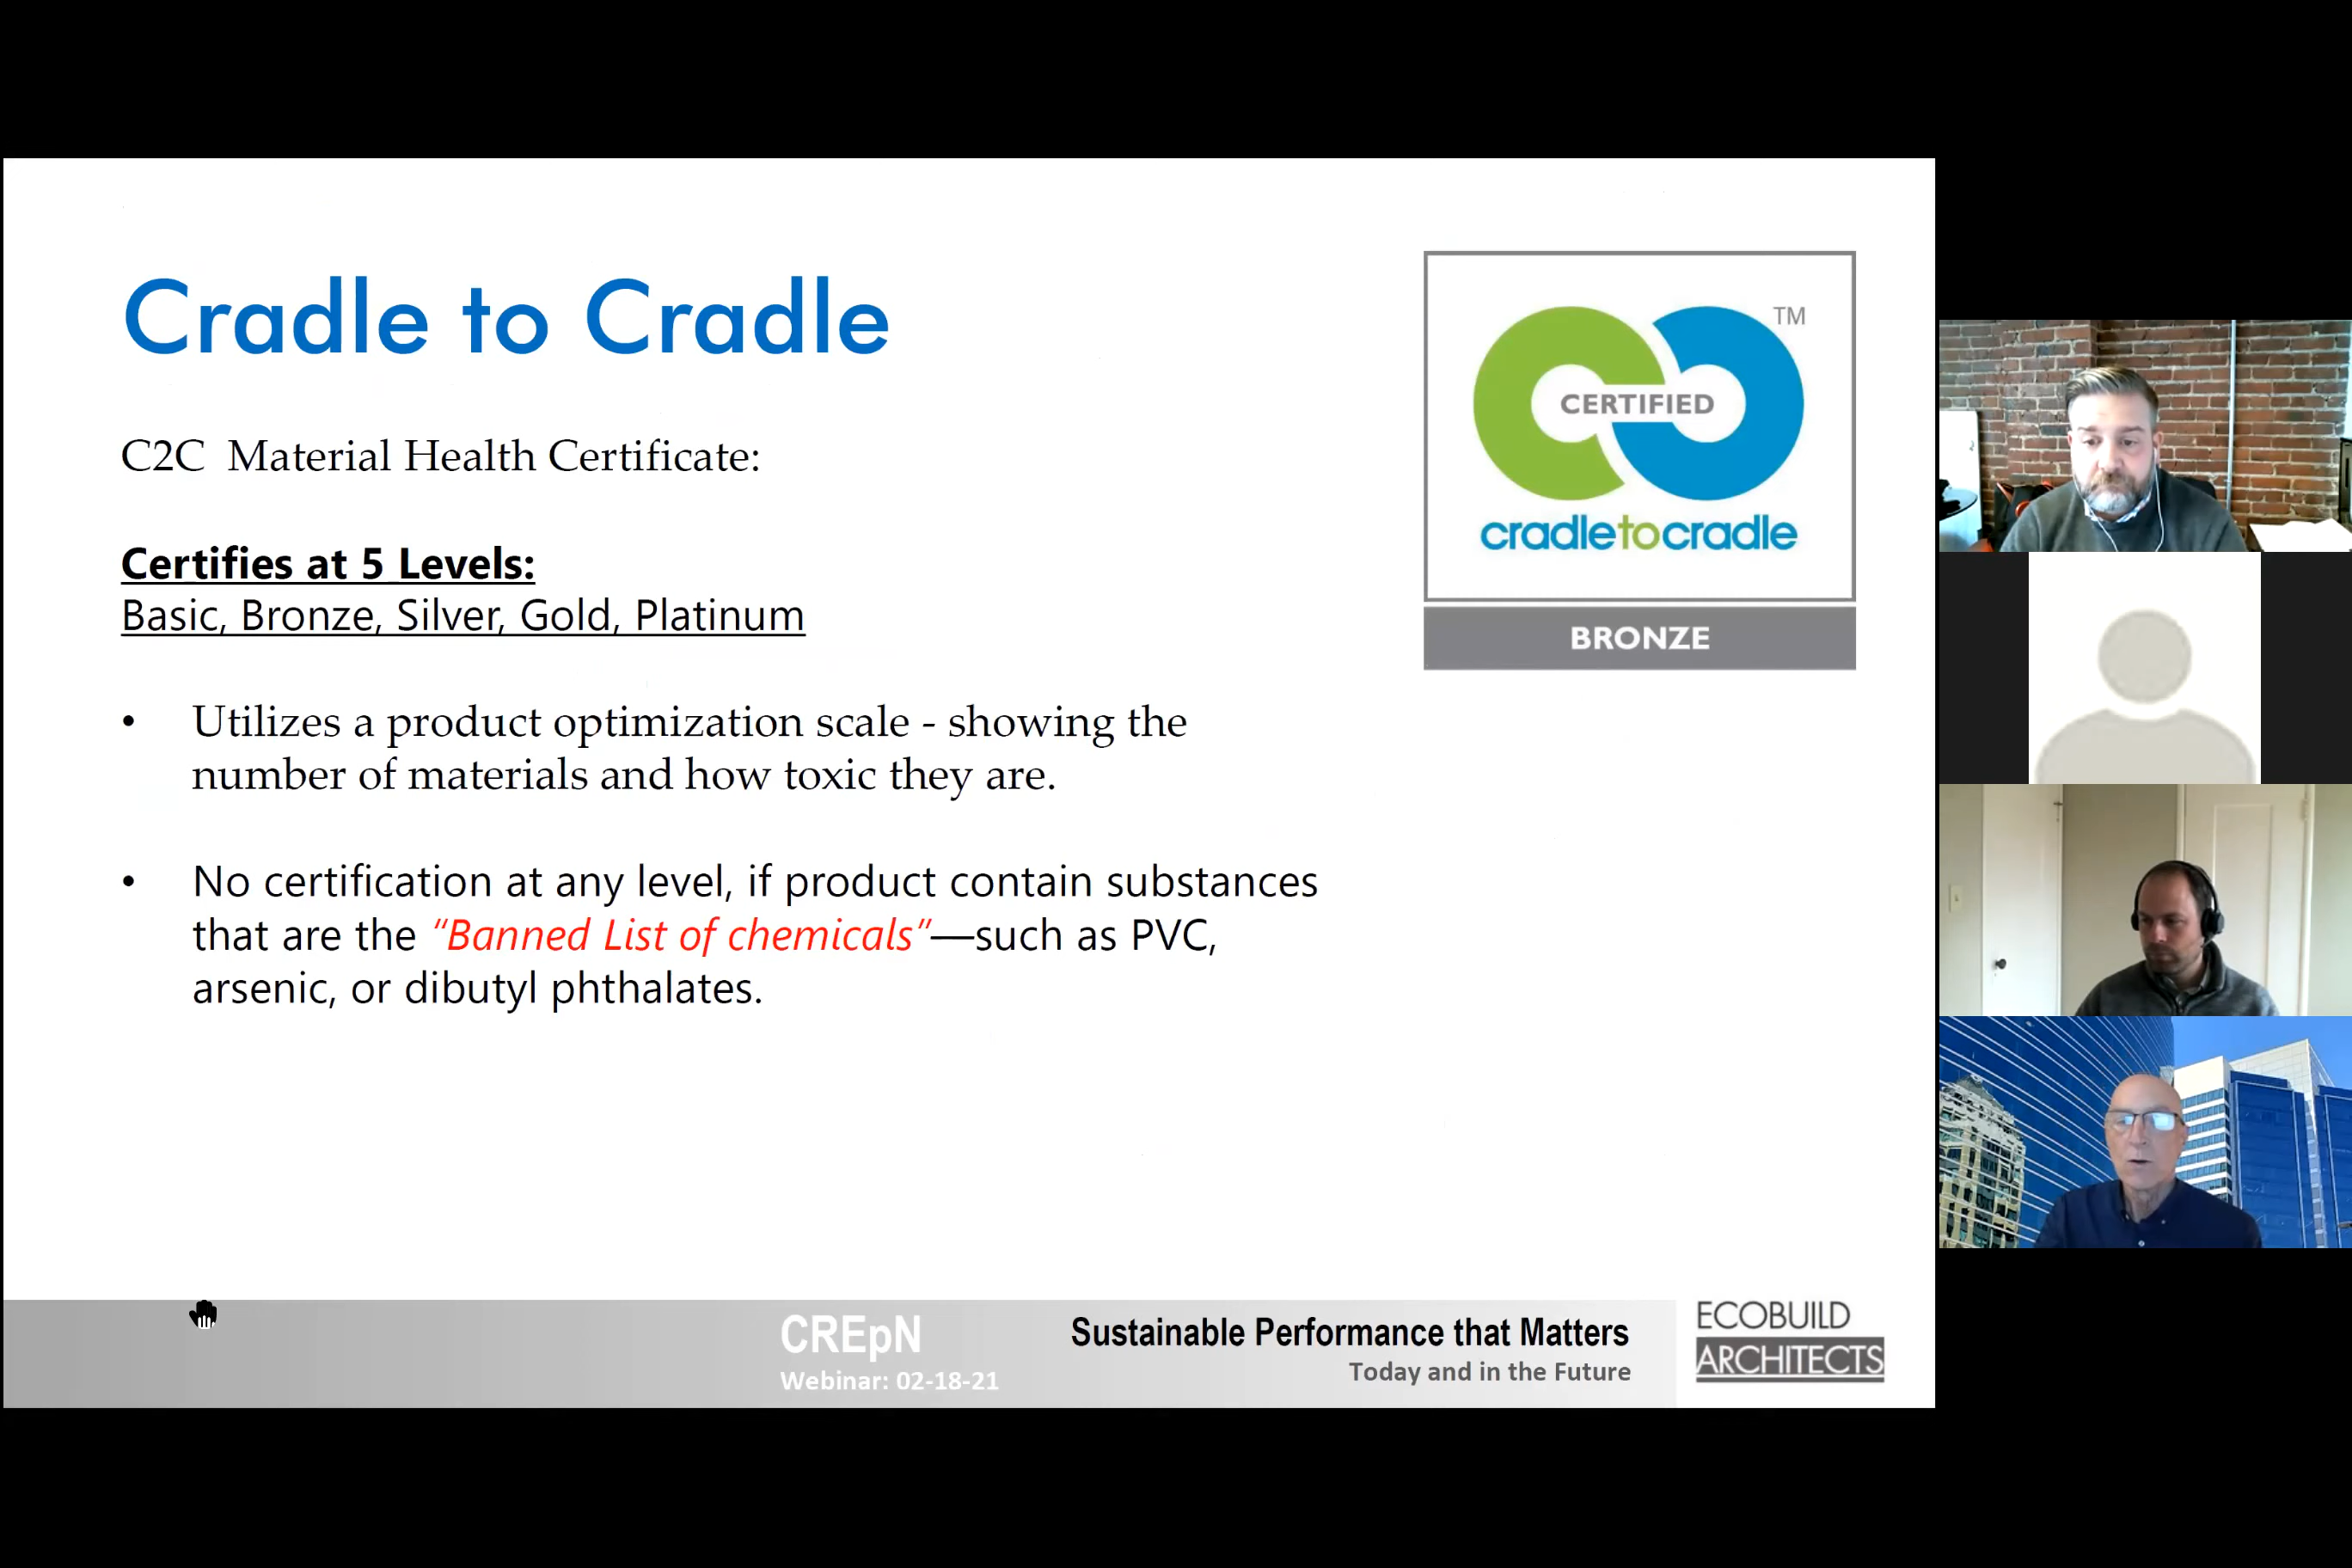 Cradle to Cradle
C2C Material Health Certificate:
Certifies at 5 Levels:
Basic, Bronze, Silver, Gold, Platinum
• Utilizes a product optimization scale - showing the
number of materials and how toxic they are.
• No certification at any level, if product contain substances
that are the “Banned List of chemicals”—such as PVC,
arsenic, or dibutyl phthalates.
TM
CERTIFIED
cradletocradle
BRONZE
CREpN
Webinar: 02-18-21
Sustainable Performance that Matters
Today and in the Future
ECOBUILD
ARCHITECTS